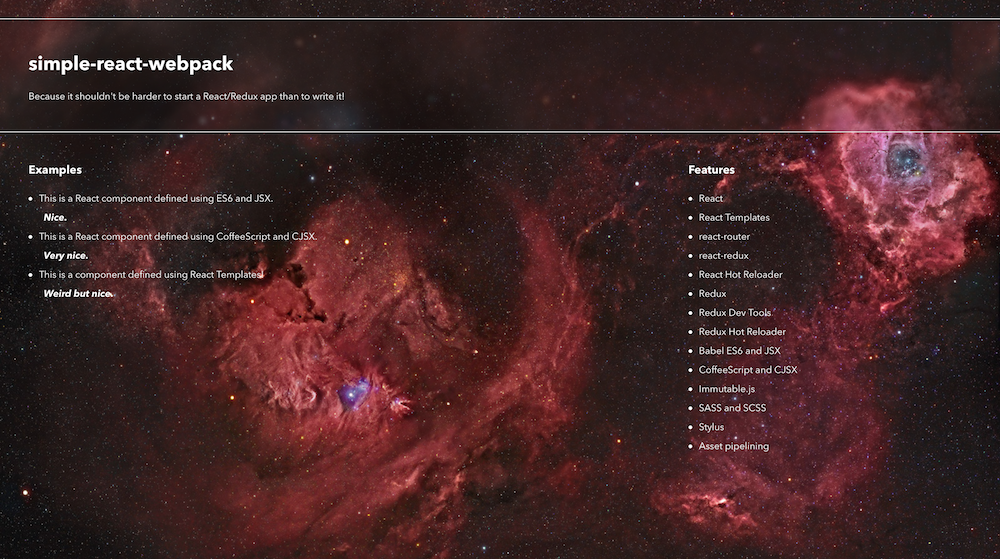 simple-react-webpack
Because it shouldn't be harder to start a React/Redux app than to write it!
Examples
This is a React component defined using ES6 and JSX.
Nice.
This is a React component defined using CoffeeScript and CJSX.
Very nice.
This is a component defined using React Templates!
Weird but nice.
Features
React
React Templates
react-router
react-redux
React Hot Reloader
Redux
Redux Dev Tools
Redux Hot Reloader
Babel ES6 and JSX
CoffeeScript and CJSX
Immutable.js
SASS and SCSS
Stylus
Asset pipelining